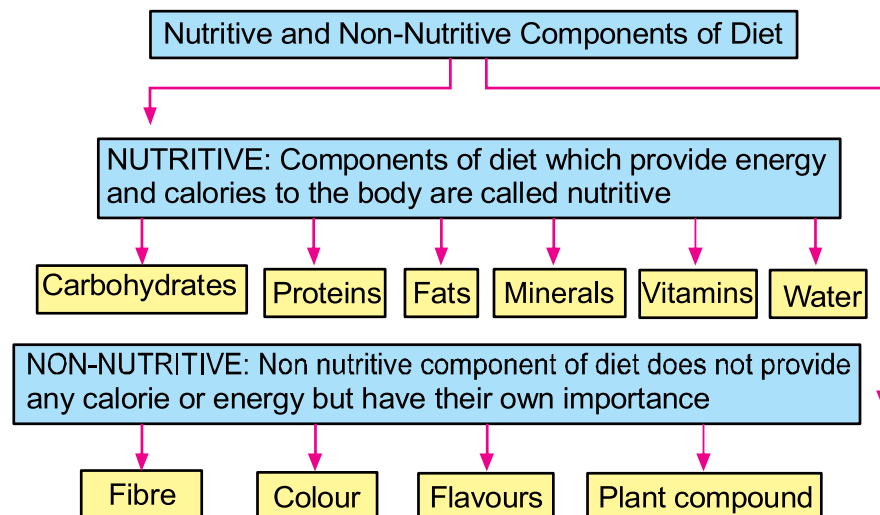 Nutritive and Non-Nutritive Components of Diet
NUTRITIVE: Components of diet which provide energy
and calories to the body are called nutritive
Carbohydrates
Proteins
Fats
Minerals
Vitamins
Water
NON-NUTRITIVE: Non nutritive component of diet does not provide
any calorie or energy but have their own importance
Fibre
Colour
Flavours
Plant compound